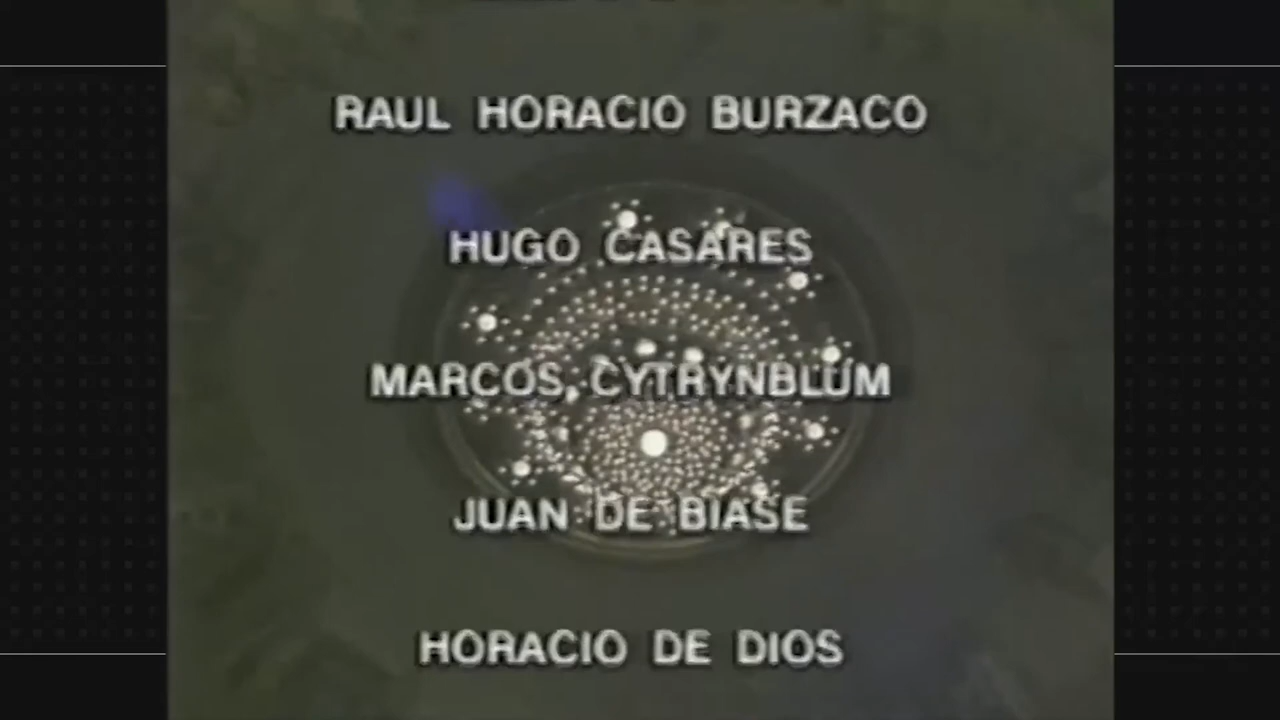 RAUL HORACIO BURZACO
HUGO CASARES
MARCOS CYTRYNBLUM
JUAN DE BIASE
HORACIO DE DIOS